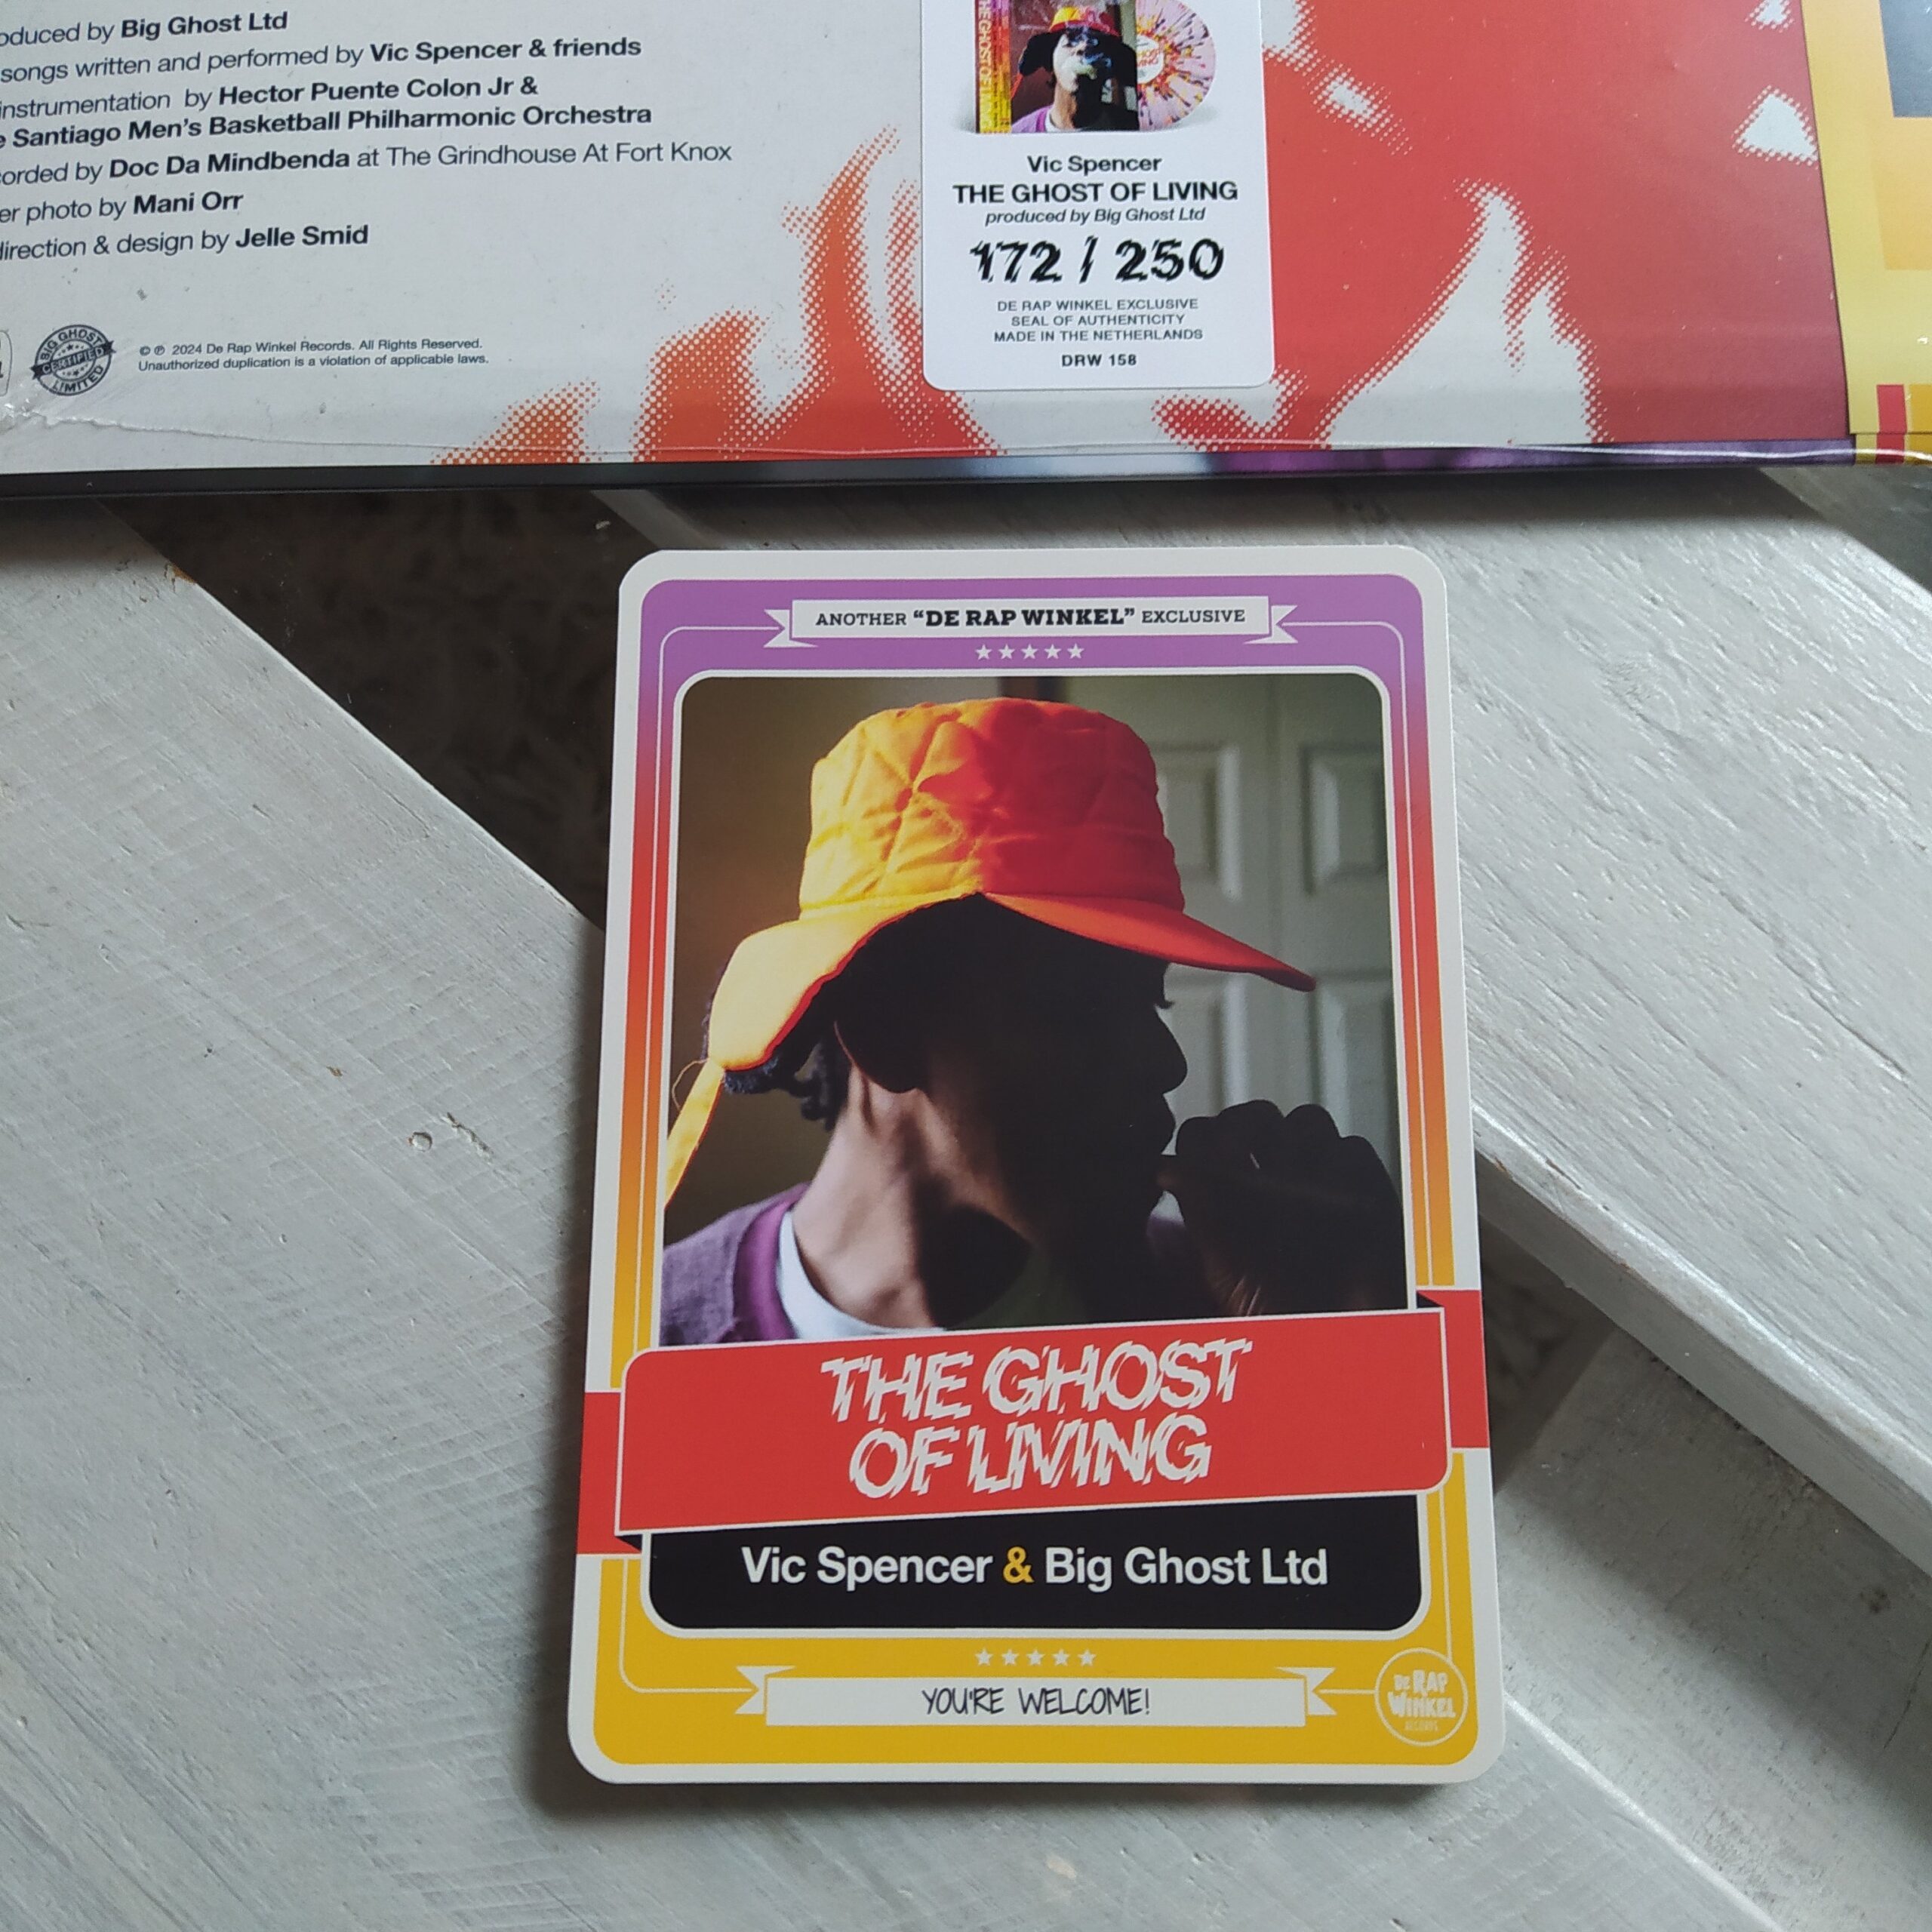 oduced by Big Ghost Ltd
songs written and performed by Vic Spencer & friends
instrumentation by Hector Puente Colon Jr &
e Santiago Men's Basketball Philharmonic Orchestra
orded by Doc Da Mindbenda at The Grindhouse At Fort Knox
er photo by Mani Orr
direction & design by Jelle Smid
BIG GHOST
CERTIFIED
LIMITED
© ℗ 2024 De Rap Winkel Records. All Rights Reserved.
Unauthorized duplication is a violation of applicable laws.
Vic Spencer
THE GHOST OF LIVING
produced by Big Ghost Ltd
172 / 250
DE RAP WINKEL EXCLUSIVE
SEAL OF AUTHENTICITY
MADE IN THE NETHERLANDS
DRW 158
ANOTHER “DE RAP WINKEL” EXCLUSIVE
THE GHOST
OF LIVING
Vic Spencer & Big Ghost Ltd
YOU'RE WELCOME!
DE RAP
WINKEL
RECORDS